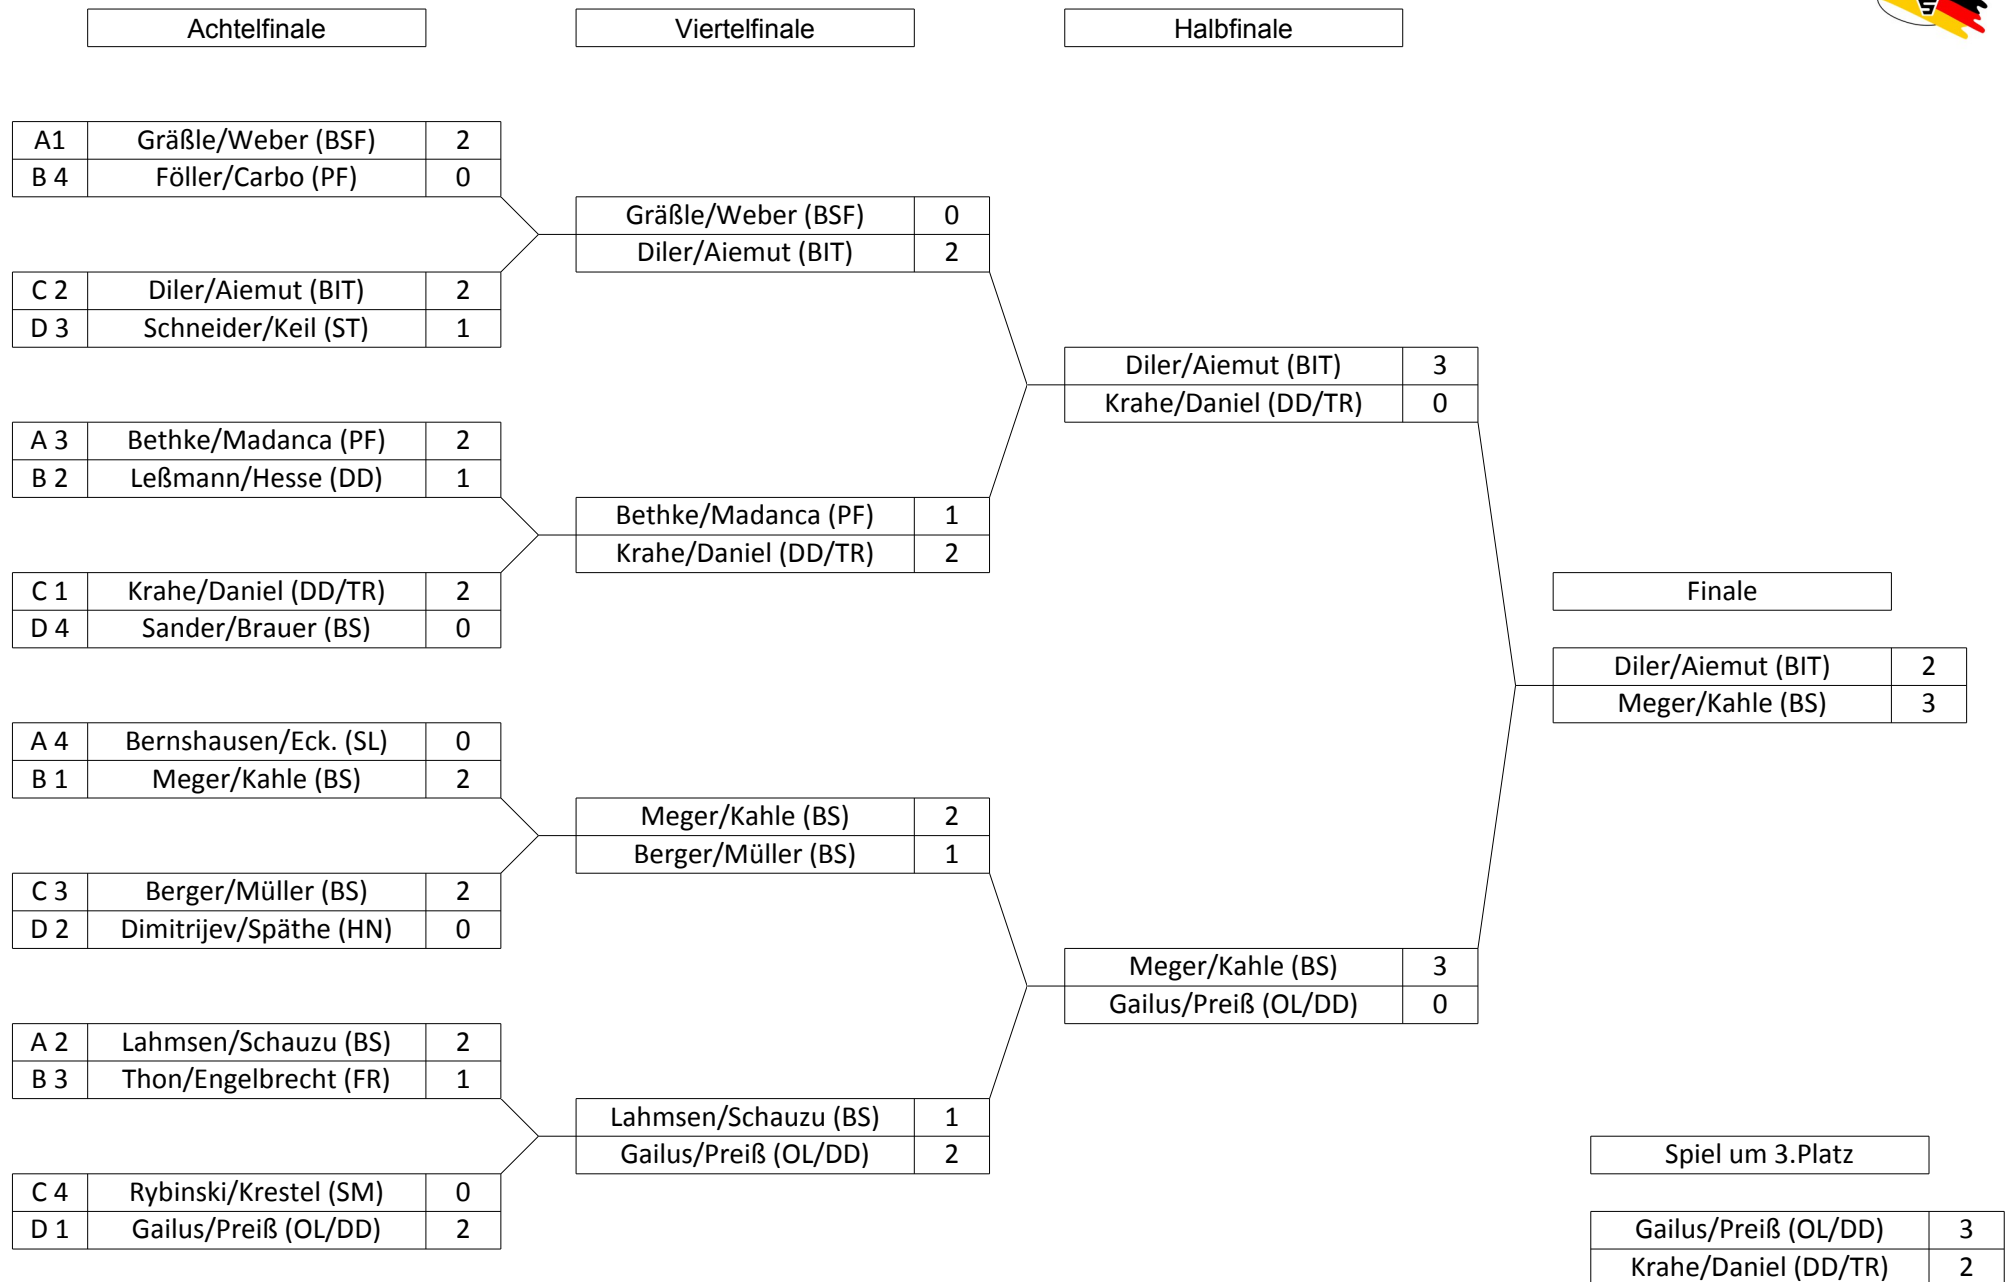 Achtelfinale
Viertelfinale
Halbfinale
A1 Gräßle/Weber (BSF) 2
B 4 Föller/Carbo (PF) 0
Gräßle/Weber (BSF) 0
Diler/Aiemut (BIT) 2
C 2 Diler/Aiemut (BIT) 2
D 3 Schneider/Keil (ST) 1
Diler/Aiemut (BIT) 3
Krahe/Daniel (DD/TR) 0
A 3 Bethke/Madanca (PF) 2
B 2 Leßmann/Hesse (DD) 1
Bethke/Madanca (PF) 1
Krahe/Daniel (DD/TR) 2
C 1 Krahe/Daniel (DD/TR) 2
D 4 Sander/Brauer (BS) 0
Finale
Diler/Aiemut (BIT) 2
Meger/Kahle (BS) 3
A 4 Bernshausen/Eck. (SL) 0
B 1 Meger/Kahle (BS) 2
Meger/Kahle (BS) 2
Berger/Müller (BS) 1
C 3 Berger/Müller (BS) 2
D 2 Dimitrijev/Späthe (HN) 0
Meger/Kahle (BS) 3
Gailus/Preiß (OL/DD) 0
A 2 Lahmsen/Schauzu (BS) 2
B 3 Thon/Engelbrecht (FR) 1
Lahmsen/Schauzu (BS) 1
Gailus/Preiß (OL/DD) 2
Spiel um 3.Platz
C 4 Rybinski/Krestel (SM) 0
D 1 Gailus/Preiß (OL/DD) 2
Gailus/Preiß (OL/DD) 3
Krahe/Daniel (DD/TR) 2